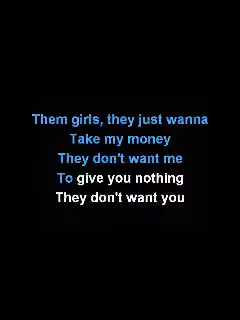 Them girls, they just wanna
Take my money
They don't want me
To give you nothing
They don't want you